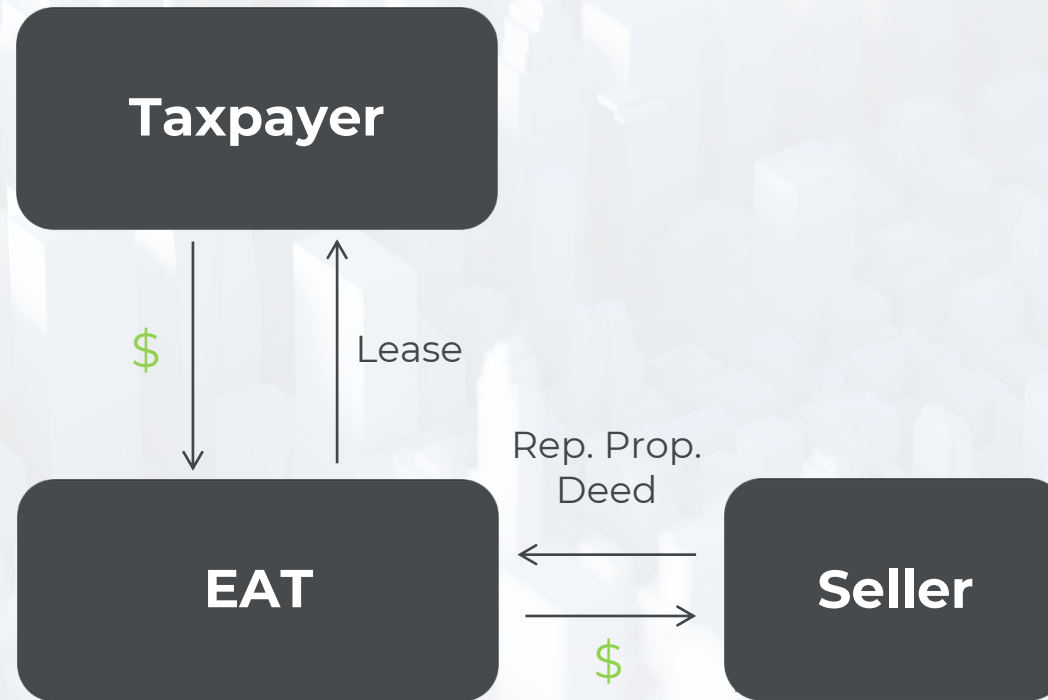 Taxpayer
$
Lease
Rep. Prop.
Deed
EAT
Seller
$